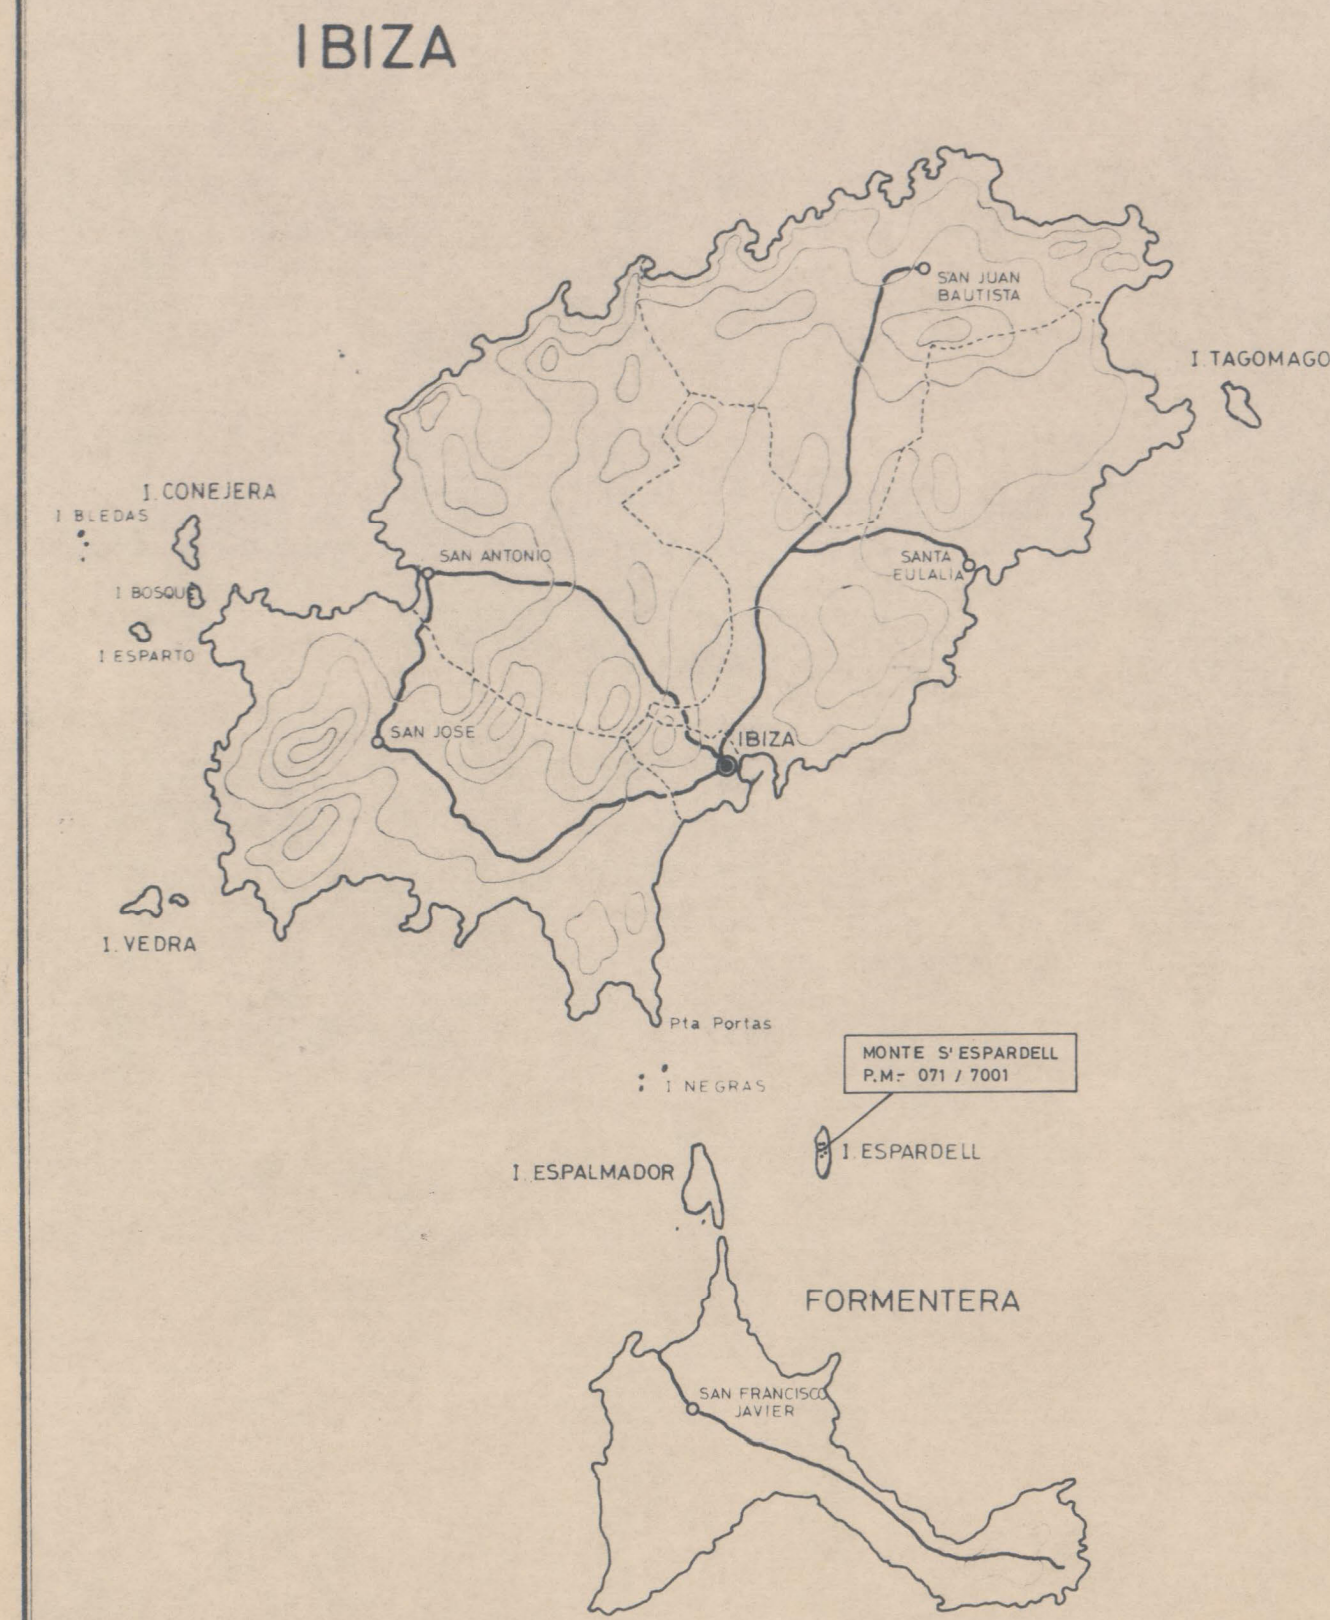 IBIZA
SAN JUAN
BAUTISTA
I. TAGOMAGO
I. CONEJERA
I BLEDAS
SAN ANTONIO
SANTA
EULALIA
I BOSQUE
I ESPARTO
SAN JOSE
IBIZA
I. VEDRA
Pta Portas
MONTE S' ESPARDELL
P.M.- 071 / 7001
I NEGRAS
I. ESPARDELL
I. ESPALMADOR
FORMENTERA
SAN FRANCISCO
JAVIER